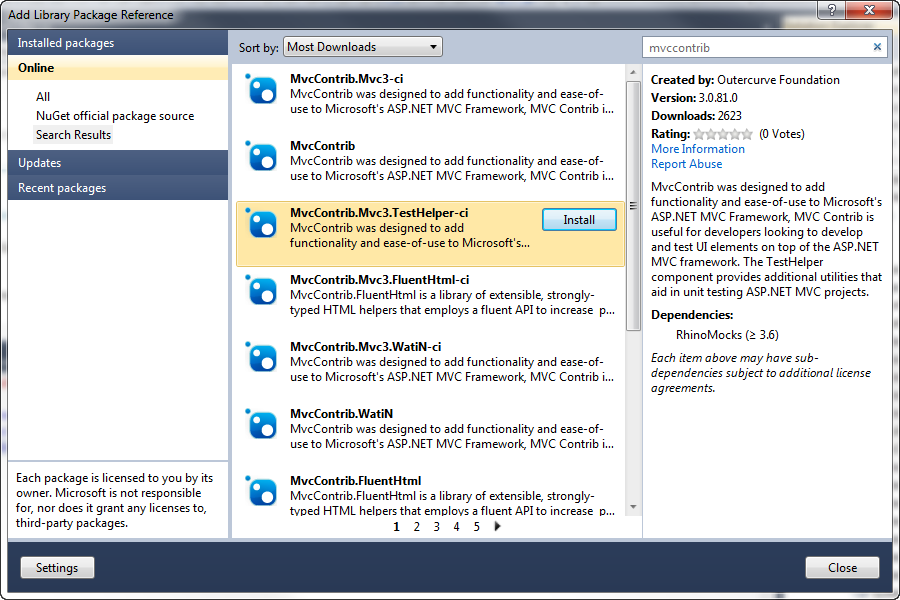 Add Library Package Reference
?
Installed packages
Online
All
NuGet official package source
Search Results
Updates
Recent packages
Each package is licensed to you by its
owner. Microsoft is not responsible
for, nor does it grant any licenses to,
third-party packages.
Sort by: Most Downloads
MvcContrib.Mvc3-ci
MvcContrib was designed to add functionality and ease-of-
use to Microsoft's ASP.NET MVC Framework, MVC Contrib i...
MvcContrib
MvcContrib was designed to add functionality and ease-of-
use to Microsoft's ASP.NET MVC Framework, MVC Contrib i...
MvcContrib.Mvc3.TestHelper-ci
MvcContrib was designed to add
functionality and ease-of-use to Microsoft's...
Install
MvcContrib.Mvc3.FluentHtml-ci
MvcContrib.FluentHtml is a library of extensible, strongly-
typed HTML helpers that employs a fluent API to increase p...
MvcContrib.Mvc3.WatiN-ci
MvcContrib was designed to add functionality and ease-of-
use to Microsoft's ASP.NET MVC Framework, MVC Contrib i...
MvcContrib.WatiN
MvcContrib was designed to add functionality and ease-of-
use to Microsoft's ASP.NET MVC Framework, MVC Contrib i...
MvcContrib.FluentHtml
MvcContrib.FluentHtml is a library of extensible, strongly-
typed HTML helpers that employs a fluent API to increase p...
1 2 3 4 5
mvccontrib
Created by: Outercurve Foundation
Version: 3.0.81.0
Downloads: 2623
Rating: (0 Votes)
More Information
Report Abuse
MvcContrib was designed to add
functionality and ease-of-use to Microsoft's
ASP.NET MVC Framework, MVC Contrib is
useful for developers looking to develop
and test UI elements on top of the ASP.NET
MVC framework. The TestHelper
component provides additional utilities that
aid in unit testing ASP.NET MVC projects.
Dependencies:
RhinoMocks (≥ 3.6)
Each item above may have sub-
dependencies subject to additional license
agreements.
Settings
Close